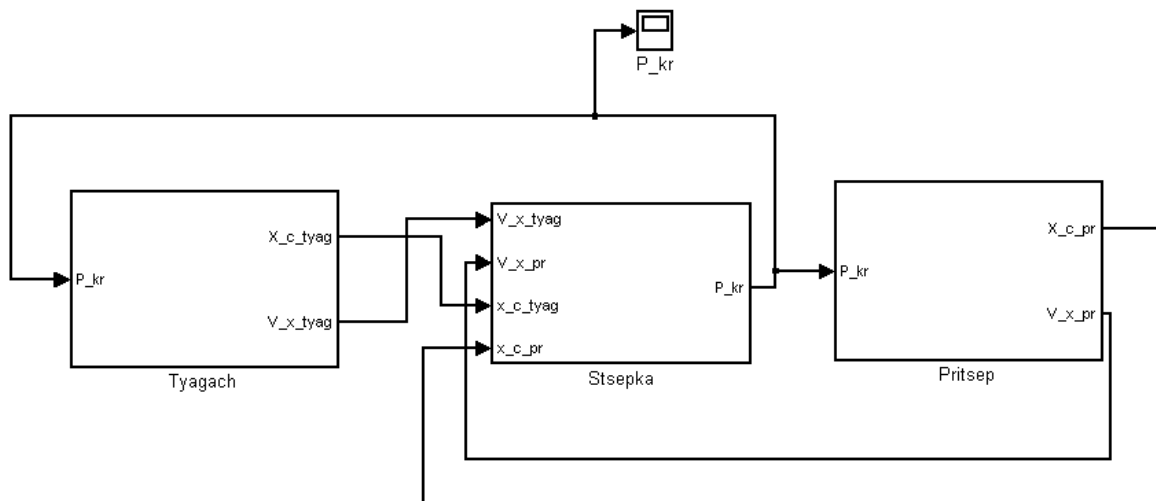 P_kr
P_kr
X_c_tyag
V_x_tyag
Tyagach
V_x_tyag
V_x_pr
x_c_tyag
x_c_pr
P_kr
Stsepka
P_kr
X_c_pr
V_x_pr
Pritsep